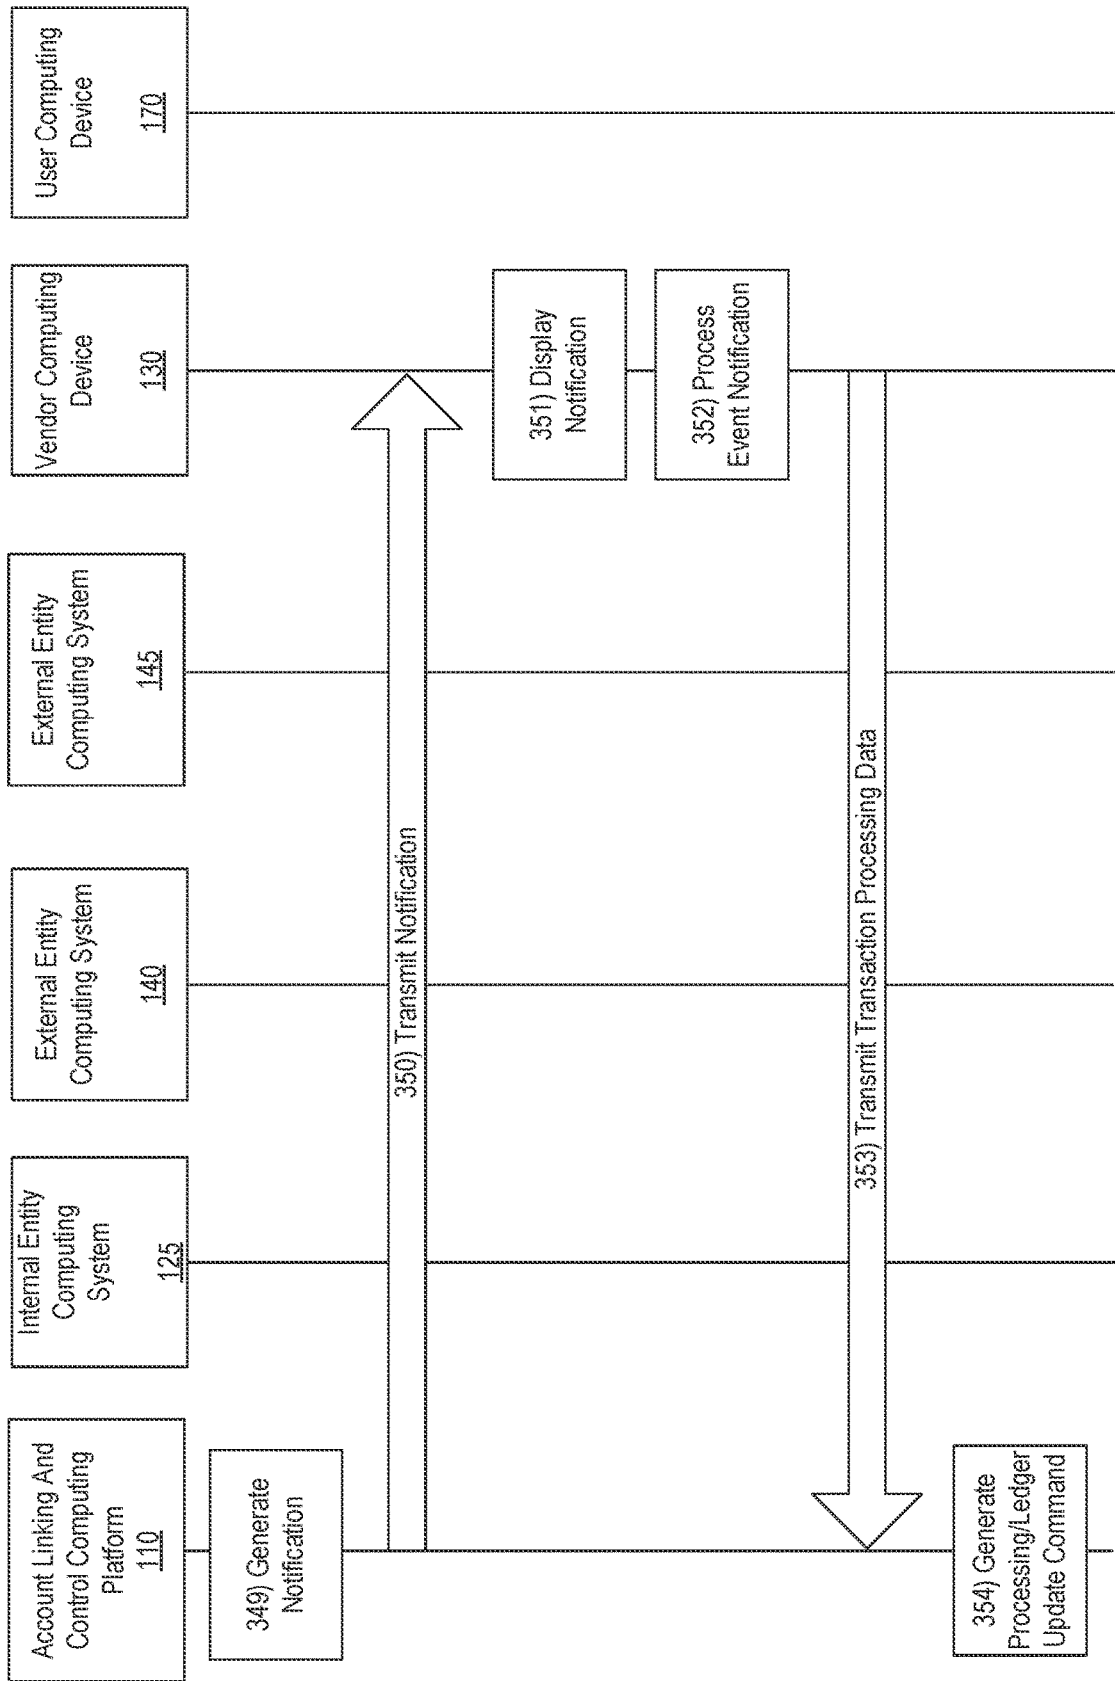 Account Linking And
Control Computing
Platform
110
Internal Entity
Computing
System
125
External Entity
Computing System
140
External Entity
Computing System
145
Vendor Computing
Device
130
User Computing
Device
170
349) Generate
Notification
350) Transmit Notification
351) Display
Notification
352) Process
Event Notification
353) Transmit Transaction Processing Data
354) Generate
Processing/Ledger
Update Command